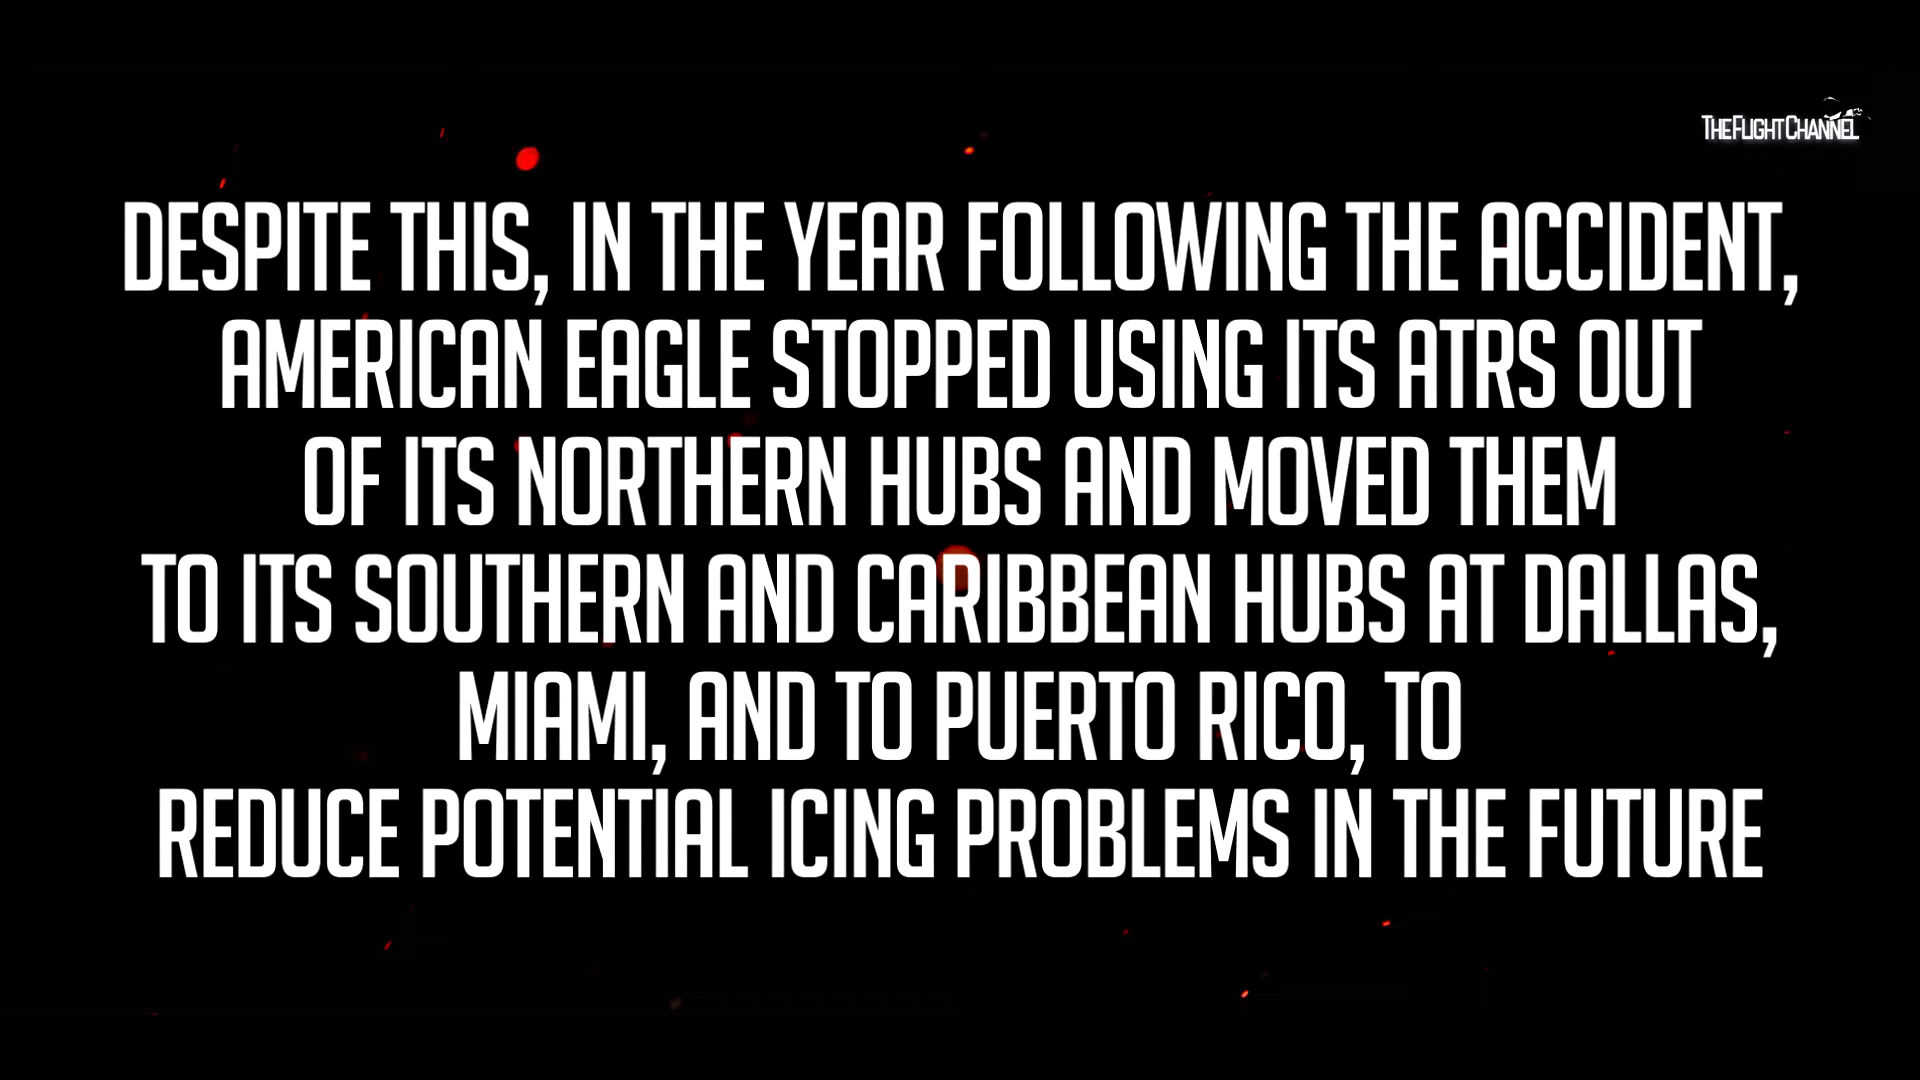 THEFLIGHTCHANNEL
DESPITE THIS, IN THE YEAR FOLLOWING THE ACCIDENT,
AMERICAN EAGLE STOPPED USING ITS ATRS OUT
OF ITS NORTHERN HUBS AND MOVED THEM
TO ITS SOUTHERN AND CARIBBEAN HUBS AT DALLAS,
MIAMI, AND TO PUERTO RICO, TO
REDUCE POTENTIAL ICING PROBLEMS IN THE FUTURE